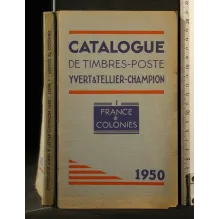 CATALOGUE
DE TIMBRES-POSTE
YVERT & TELLIER-CHAMPION
I
FRANCE
&
COLONIES
1950